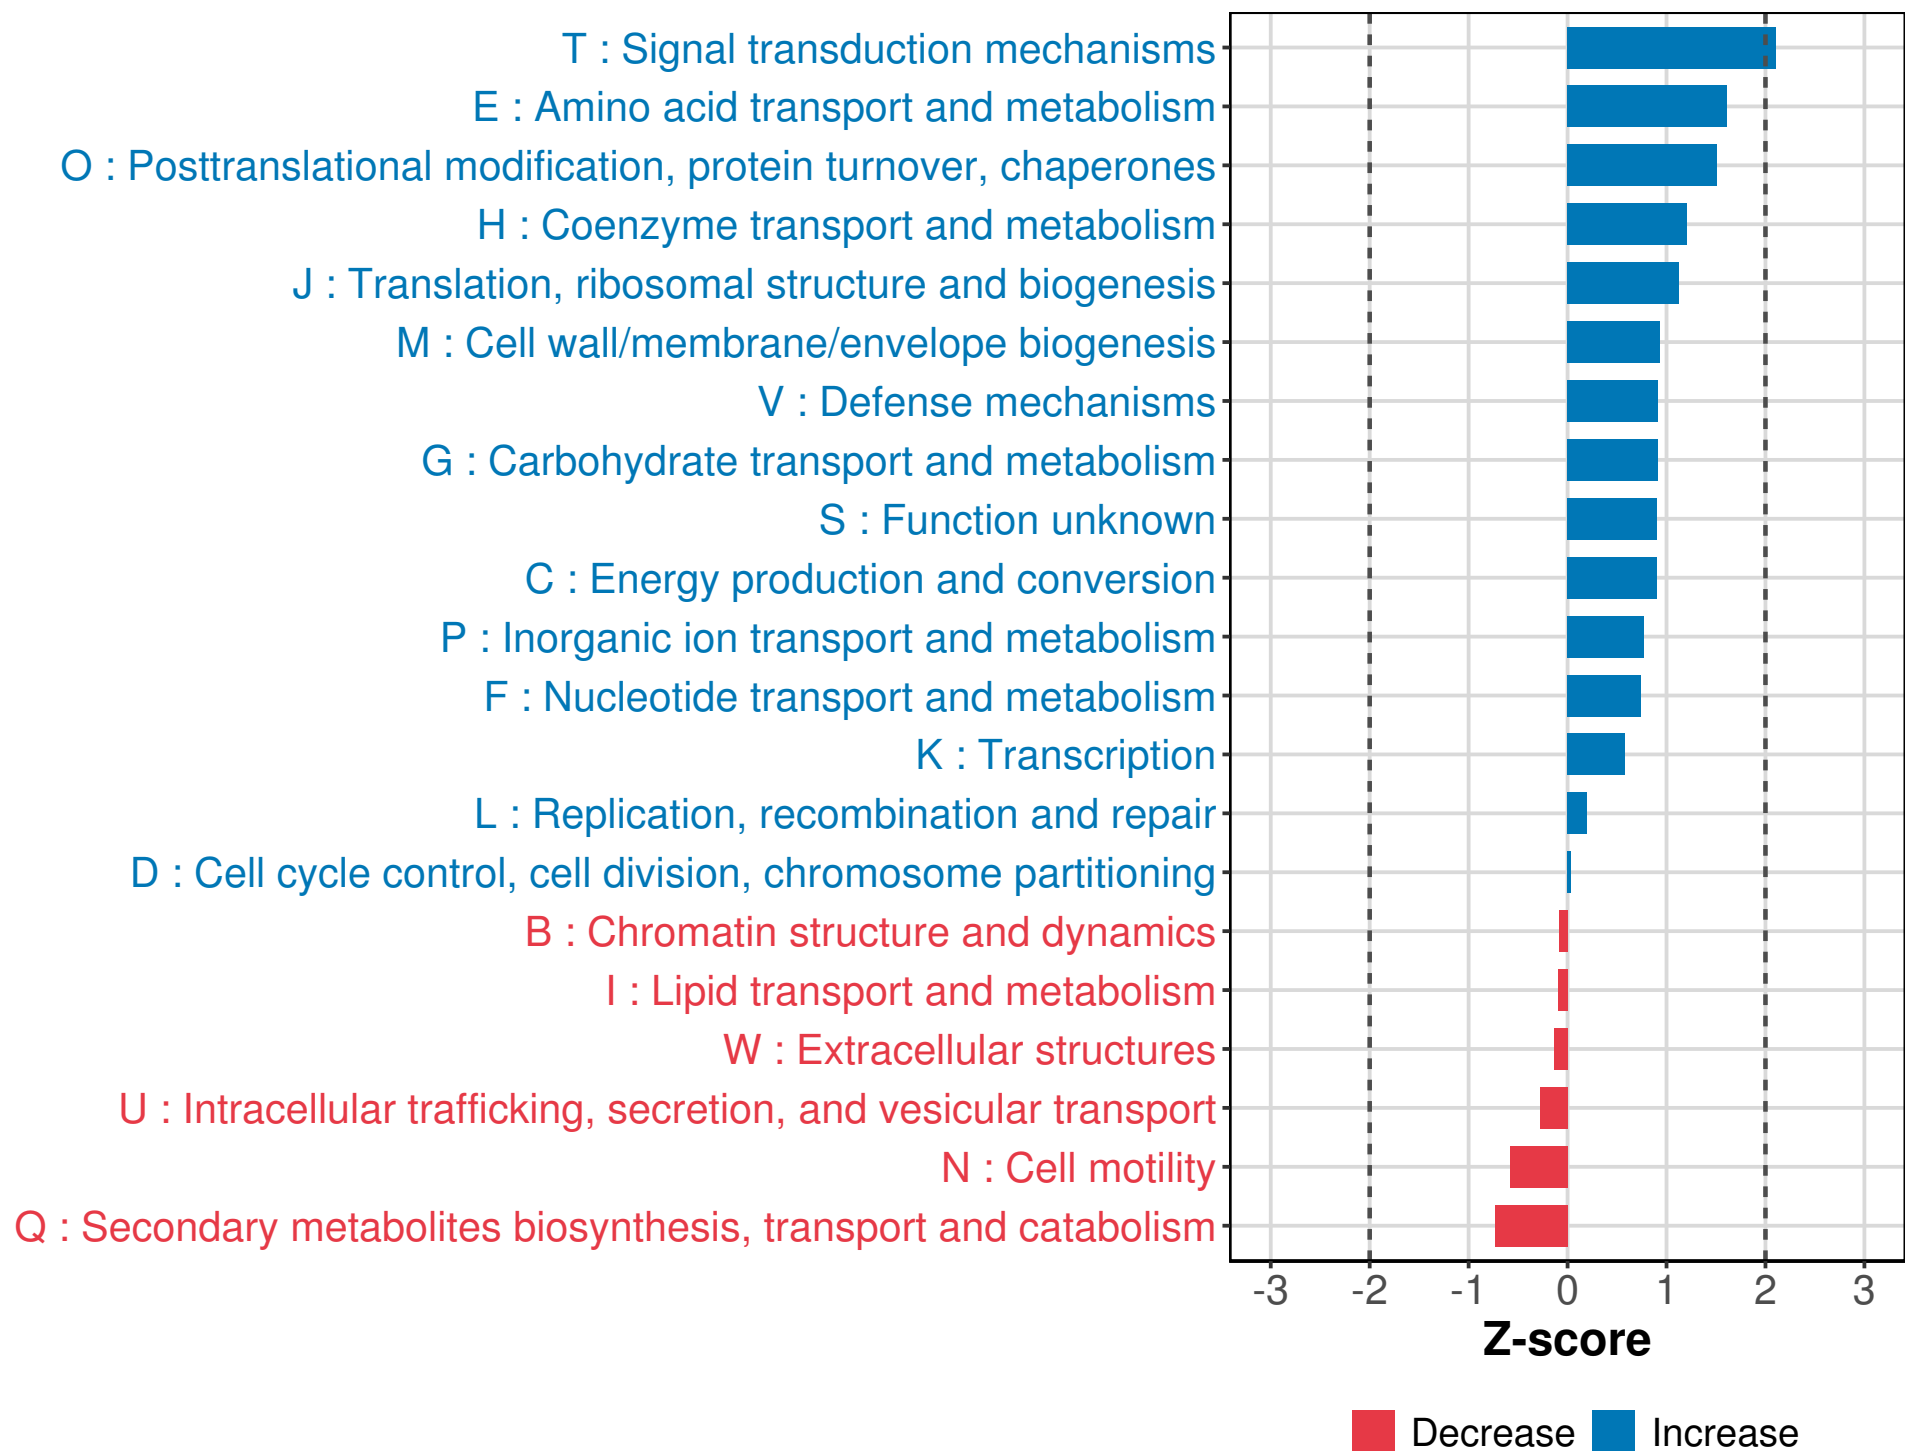 T : Signal transduction mechanisms
E : Amino acid transport and metabolism
O : Posttranslational modification, protein turnover, chaperones
H : Coenzyme transport and metabolism
J : Translation, ribosomal structure and biogenesis
M : Cell wall/membrane/envelope biogenesis
V : Defense mechanisms
G : Carbohydrate transport and metabolism
S : Function unknown
C : Energy production and conversion
P : Inorganic ion transport and metabolism
F : Nucleotide transport and metabolism
K : Transcription
L : Replication, recombination and repair
D : Cell cycle control, cell division, chromosome partitioning
B : Chromatin structure and dynamics
I : Lipid transport and metabolism
W : Extracellular structures
U : Intracellular trafficking, secretion, and vesicular transport
N : Cell motility
Q : Secondary metabolites biosynthesis, transport and catabolism
-3 -2 -1 0 1 2 3
Z-score
Decrease Increase